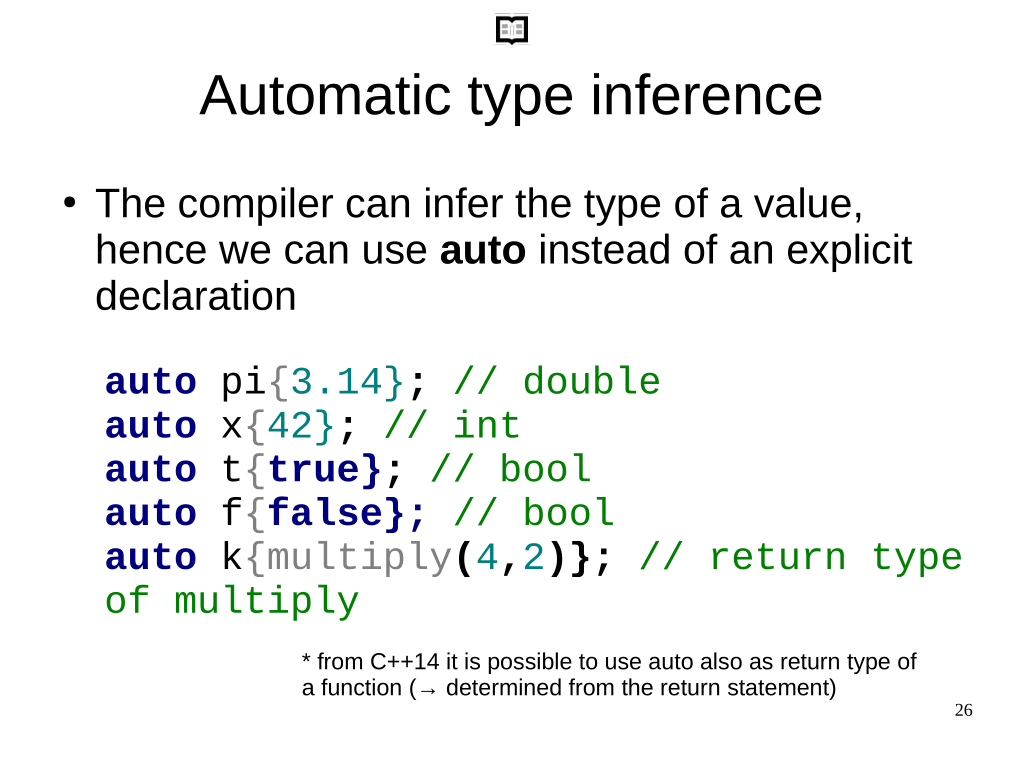 Automatic type inference
• The compiler can infer the type of a value,
hence we can use auto instead of an explicit
declaration
auto pi{3.14}; // double
auto x{42}; // int
auto t{true}; // bool
auto f{false}; // bool
auto k{multiply(4,2)}; // return type
of multiply
* from C++14 it is possible to use auto also as return type of
a function (→ determined from the return statement)
26